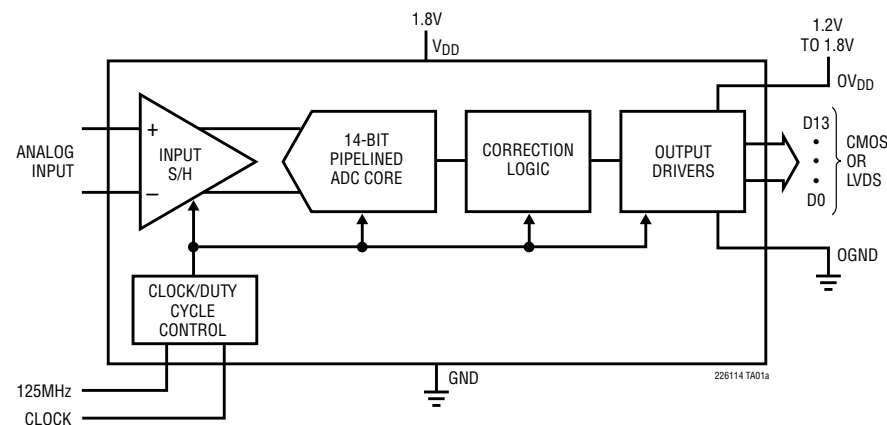 1.8V
VDD
1.2V
TO 1.8V
OVDD
ANALOG
INPUT
+
–
INPUT
S/H
14-BIT
PIPELINED
ADC CORE
CORRECTION
LOGIC
OUTPUT
DRIVERS
D13
•
•
•
D0
CMOS
OR
LVDS
OGND
CLOCK/DUTY
CYCLE
CONTROL
GND
226114 TA01a
125MHz
CLOCK